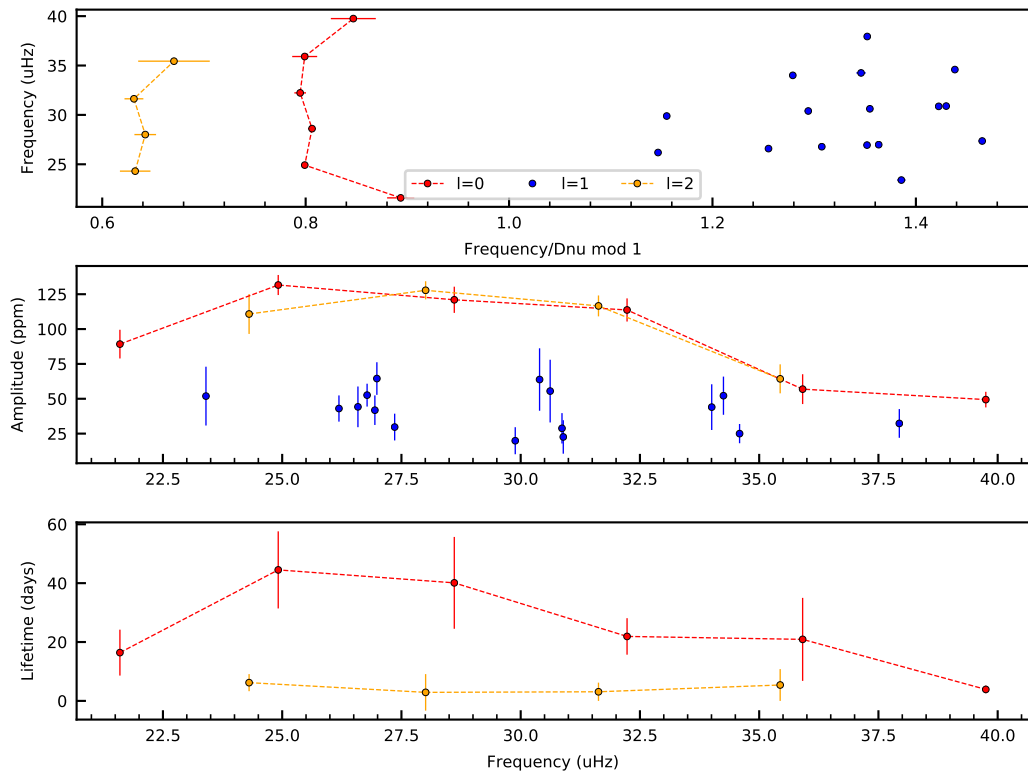 40
35
30
25
Frequency (uHz)
l=0 l=1 l=2
0.6 0.8 1.0 1.2 1.4
Frequency/Dnu mod 1
125
100
75
50
25
Amplitude (ppm)
22.5 25.0 27.5 30.0 32.5 35.0 37.5 40.0
60
40
20
0
Lifetime (days)
22.5 25.0 27.5 30.0 32.5 35.0 37.5 40.0
Frequency (uHz)